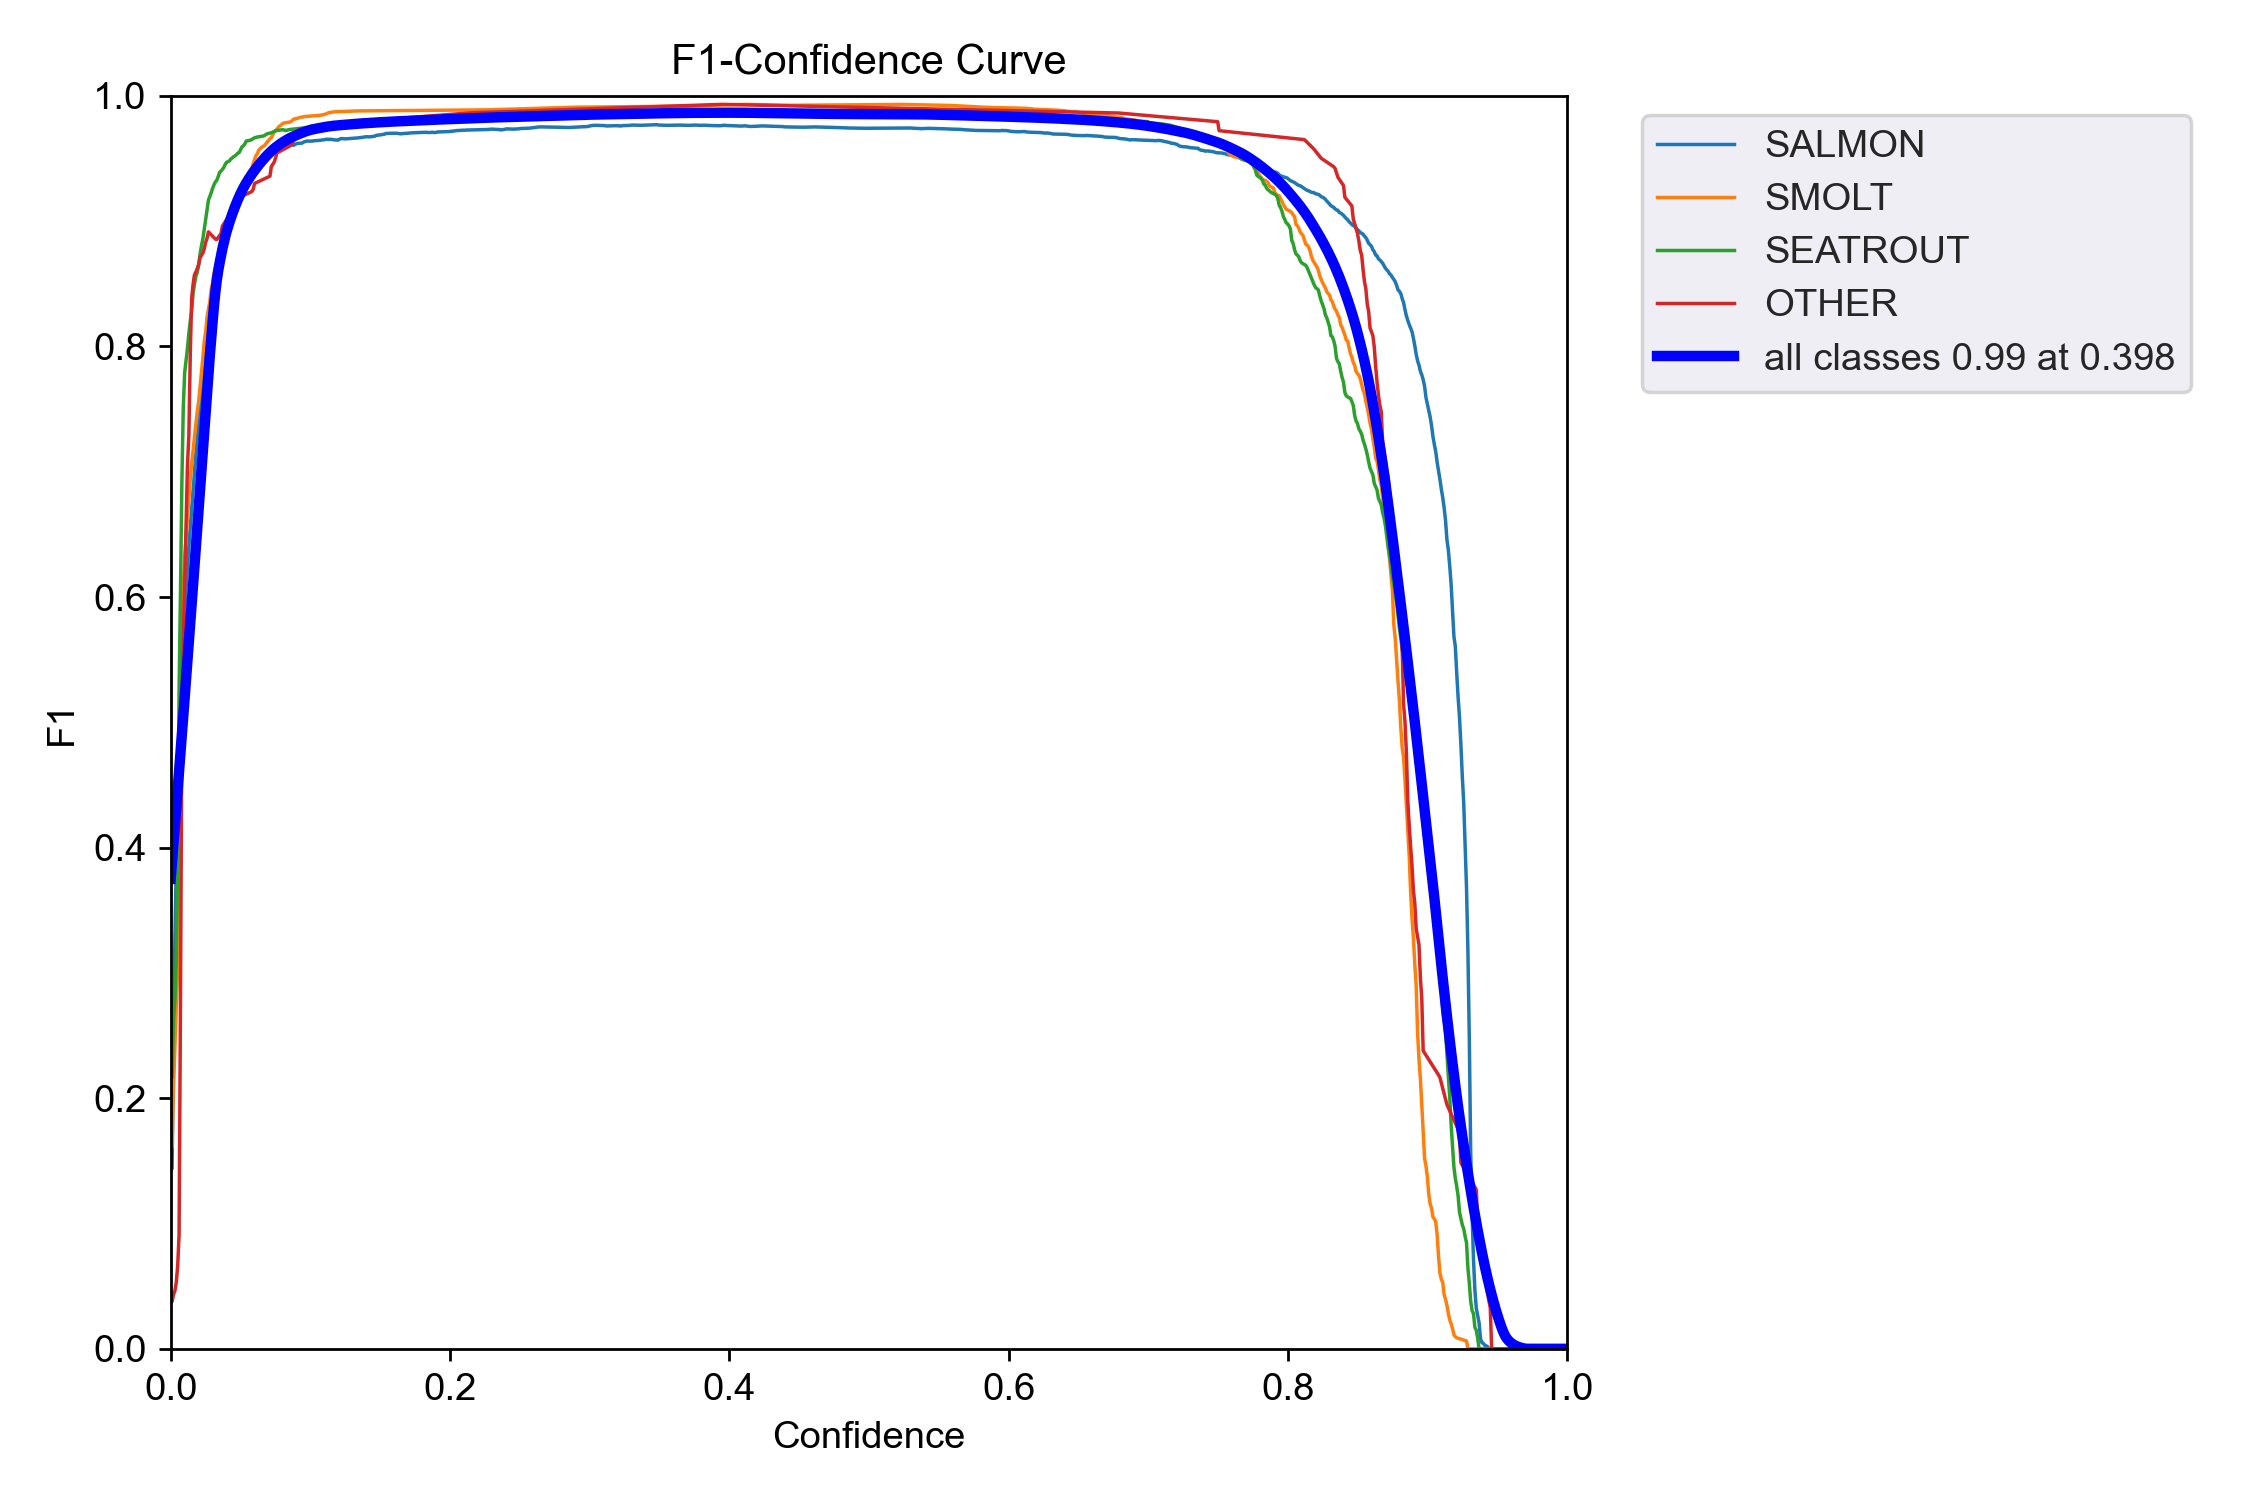 F1-Confidence Curve
1.0
0.8
0.6
0.4
0.2
0.0
F1
0.0 0.2 0.4 0.6 0.8 1.0
Confidence
SALMON
SMOLT
SEATROUT
OTHER
all classes 0.99 at 0.398